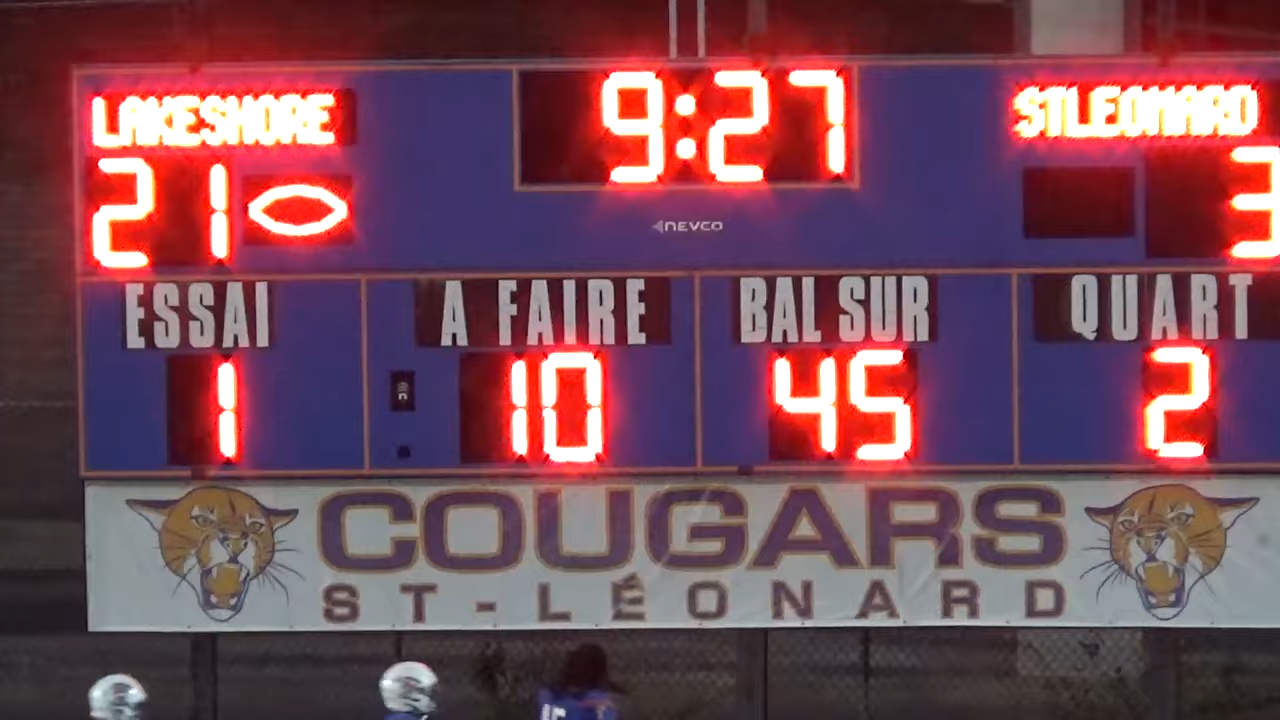 9:27
LAKESHORE STLEONARD
21 3
NEVCO
ESSAI A FAIRE BAL SUR QUART
1 10 45 2
COUGARS
ST-LÉONARD